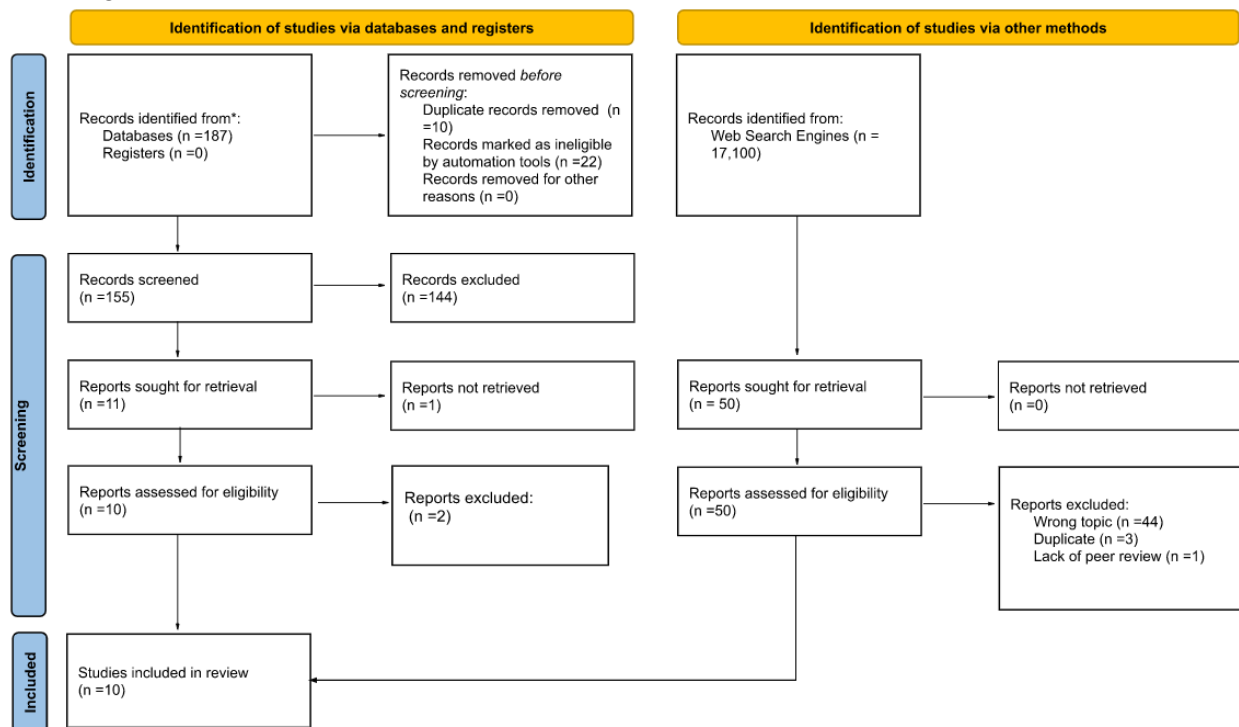 Identification of studies via databases and registers
Identification of studies via other methods
Identification
Records identified from*:
Databases (n =187)
Registers (n =0)
Records removed before
screening:
Duplicate records removed (n
=10)
Records marked as ineligible
by automation tools (n =22)
Records removed for other
reasons (n =0)
Records identified from:
Web Search Engines (n =
17,100)
Screening
Records screened
(n =155)
Records excluded
(n =144)
Reports sought for retrieval
(n =11)
Reports not retrieved
(n =1)
Reports sought for retrieval
(n = 50)
Reports not retrieved
(n =0)
Reports assessed for eligibility
(n =10)
Reports excluded:
(n =2)
Reports assessed for eligibility
(n =50)
Reports excluded:
Wrong topic (n =44)
Duplicate (n =3)
Lack of peer review (n =1)
Included
Studies included in review
(n =10)